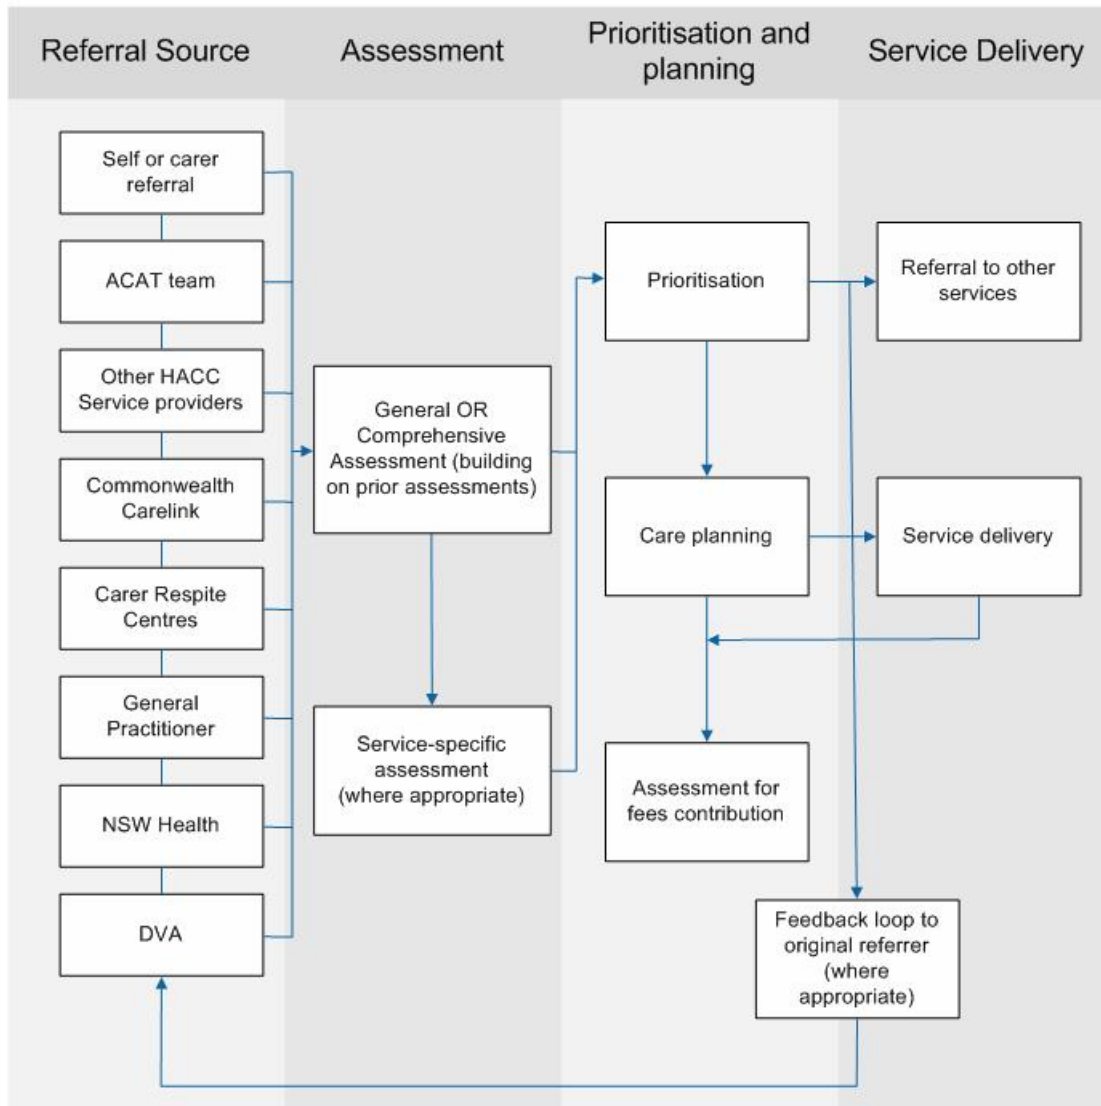 Referral Source
Assessment
Prioritisation and
planning
Service Delivery
Self or carer
referral
ACAT team
Other HACC
Service providers
Commonwealth
Carelink
Carer Respite
Centres
General
Practitioner
NSW Health
DVA
General OR
Comprehensive
Assessment (building
on prior assessments)
Service-specific
assessment
(where appropriate)
Prioritisation
Care planning
Assessment for
fees contribution
Referral to other
services
Service delivery
Feedback loop to
original referrer
(where
appropriate)